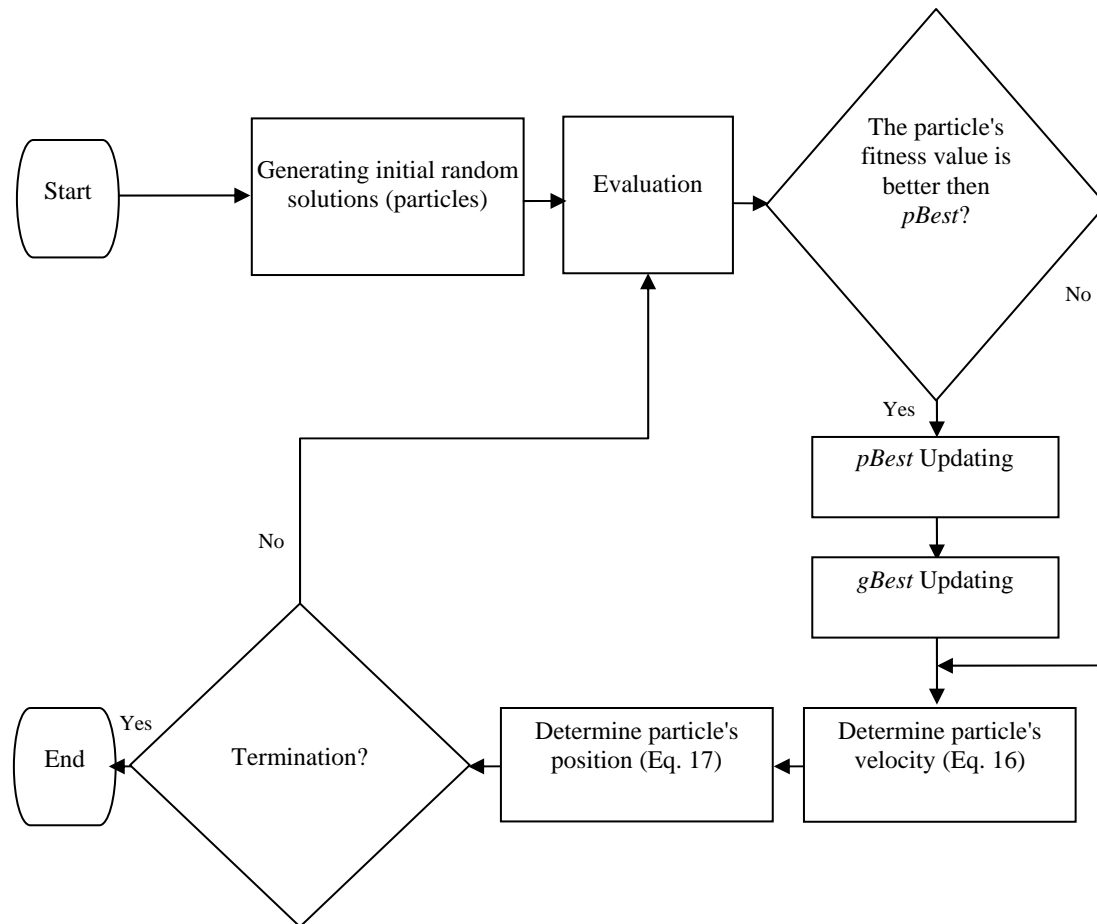 Start
Generating initial random
solutions (particles)
Evaluation
The particle's
fitness value is
better then
pBest?
No
Yes
pBest Updating
gBest Updating
Determine particle's
velocity (Eq. 16)
Determine particle's
position (Eq. 17)
Termination?
No
Yes
End